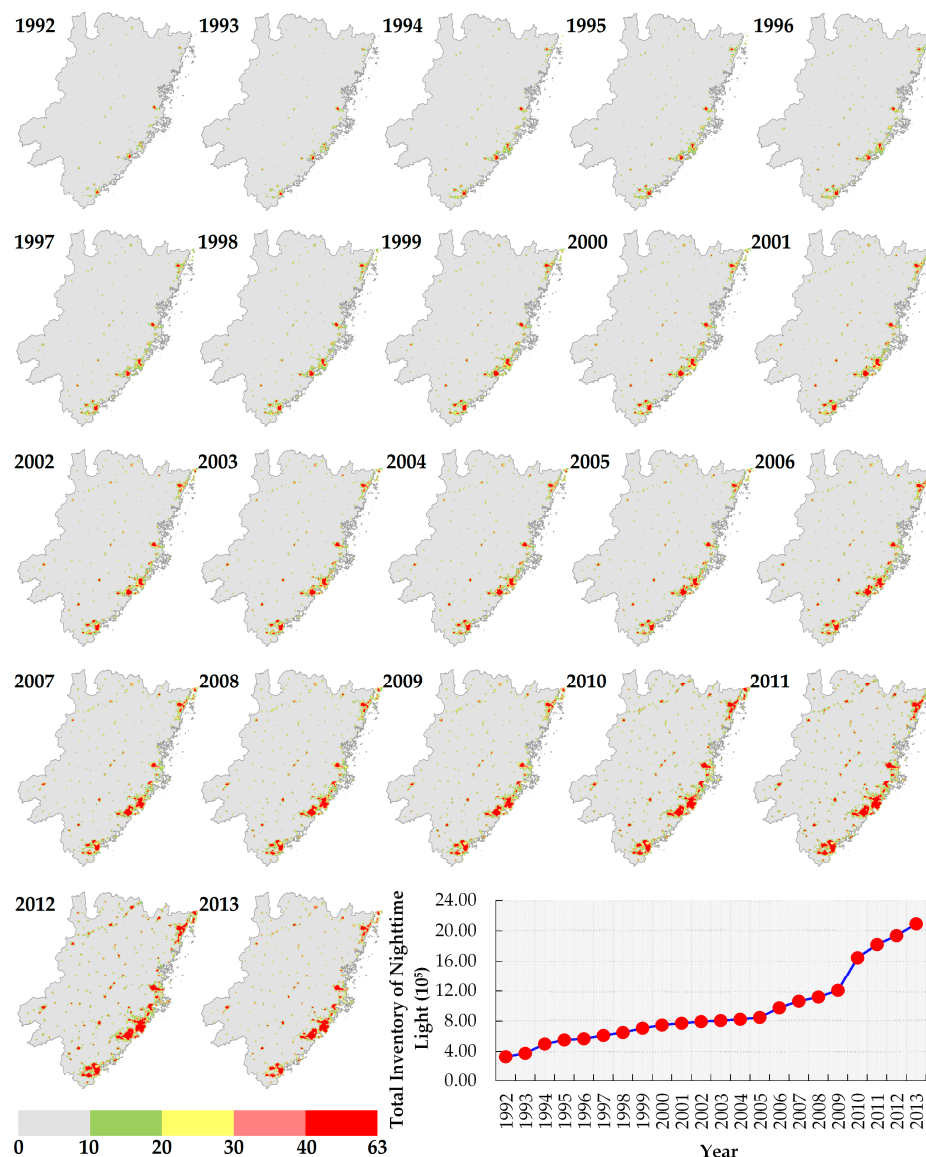 1992 1993 1994 1995 1996
1997 1998 1999 2000 2001
2002 2003 2004 2005 2006
2007 2008 2009 2010 2011
2012 2013
Total Inventory of Nighttime
Light (10⁵)
24.00
20.00
16.00
12.00
8.00
4.00
0.00
1992 1993 1994 1995 1996 1997 1998 1999 2000 2001 2002 2003 2004 2005 2006 2007 2008 2009 2010 2011 2012 2013
Year
0 10 20 30 40 63